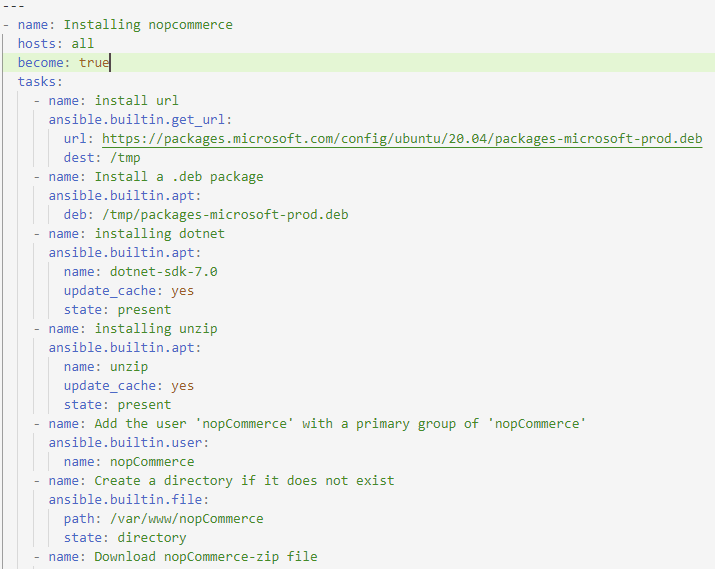 ---
- name: Installing nopcommerce
  hosts: all
  become: true
  tasks:
    - name: install url
      ansible.builtin.get_url:
        url: https://packages.microsoft.com/config/ubuntu/20.04/packages-microsoft-prod.deb
        dest: /tmp
    - name: Install a .deb package
      ansible.builtin.apt:
        deb: /tmp/packages-microsoft-prod.deb
    - name: installing dotnet
      ansible.builtin.apt:
        name: dotnet-sdk-7.0
        update_cache: yes
        state: present
    - name: installing unzip
      ansible.builtin.apt:
        name: unzip
        update_cache: yes
        state: present
    - name: Add the user 'nopCommerce' with a primary group of 'nopCommerce'
      ansible.builtin.user:
        name: nopCommerce
    - name: Create a directory if it does not exist
      ansible.builtin.file:
        path: /var/www/nopCommerce
        state: directory
    - name: Download nopCommerce-zip file